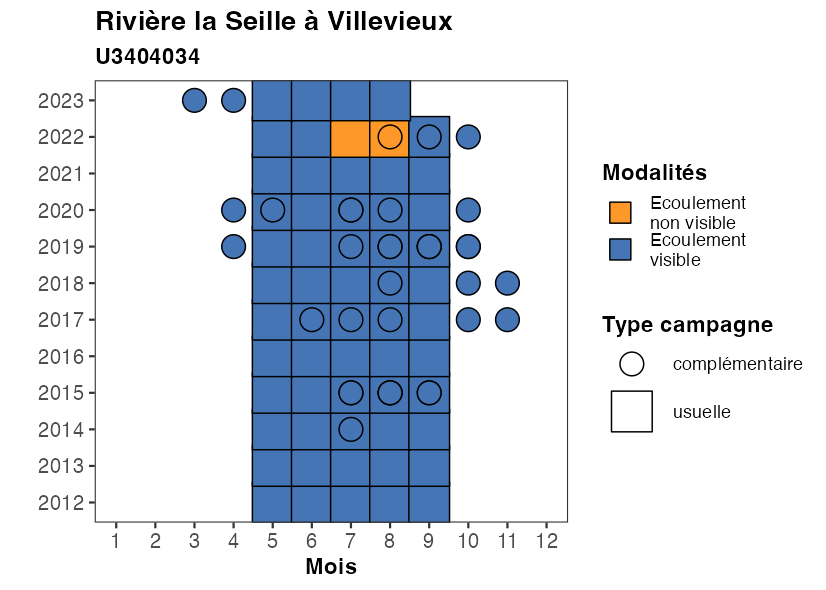 Rivière la Seille à Villevieux
U3404034
2023
2022
2021
2020
2019
2018
2017
2016
2015
2014
2013
2012
1 2 3 4 5 6 7 8 9 10 11 12
Mois
Modalités
Ecoulement
non visible
Ecoulement
visible
Type campagne
complémentaire
usuelle